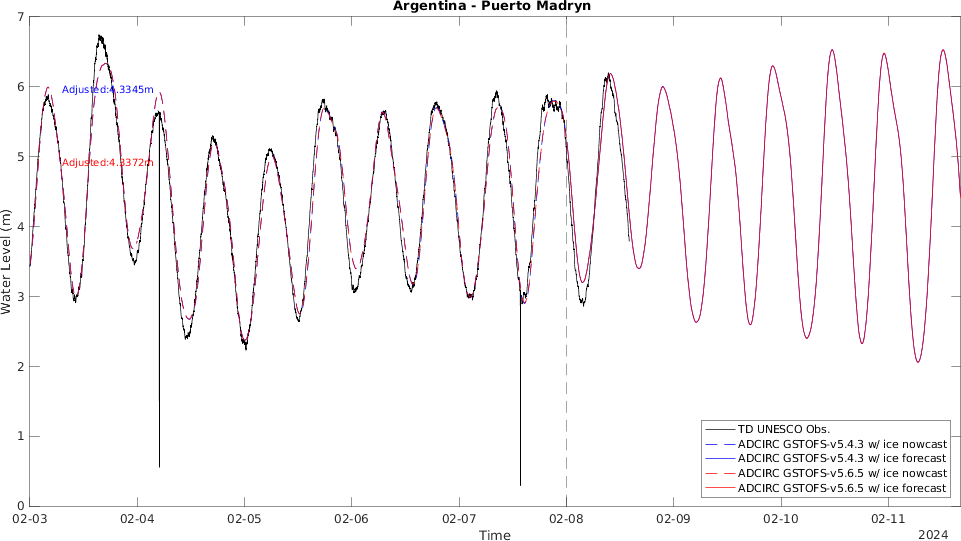 Argentina - Puerto Madryn
7
6
5
4
3
2
1
0
Water Level (m)
Adjusted:4.3345m
Adjusted:4.3372m
TD UNESCO Obs.
ADCIRC GSTOFS-v5.4.3 w/ ice nowcast
ADCIRC GSTOFS-v5.4.3 w/ ice forecast
ADCIRC GSTOFS-v5.6.5 w/ ice nowcast
ADCIRC GSTOFS-v5.6.5 w/ ice forecast
02-03 02-04 02-05 02-06 02-07 02-08 02-09 02-10 02-11
Time
2024